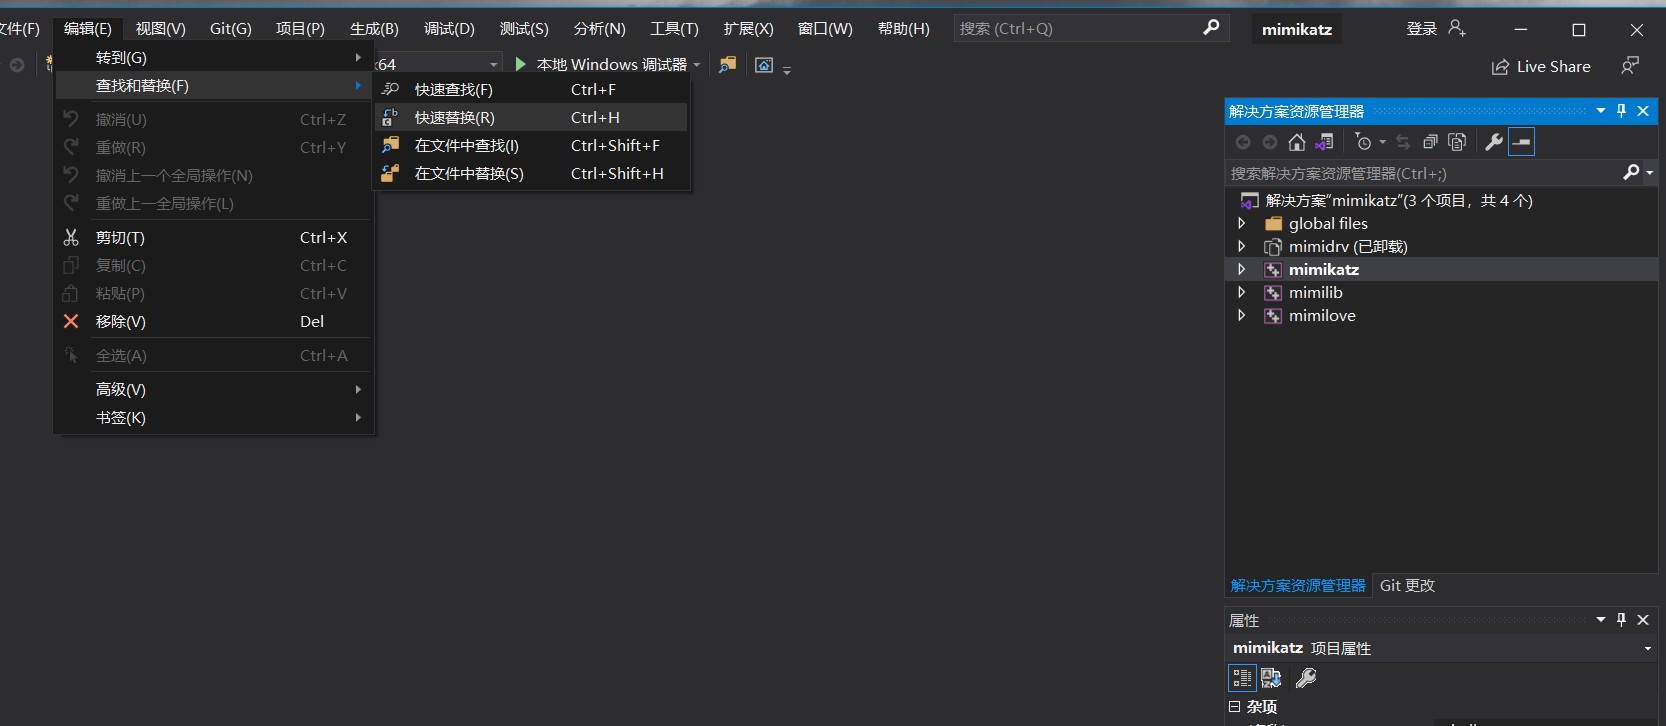 文件(F) 编辑(E) 视图(V) Git(G) 项目(P) 生成(B) 调试(D) 测试(S) 分析(N) 工具(T) 扩展(X) 窗口(W) 帮助(H) 搜索 (Ctrl+Q) mimikatz 登录
x64 本地 Windows 调试器 Live Share
转到(G)
查找和替换(F)
撤消(U) Ctrl+Z
重做(R) Ctrl+Y
撤消上一个全局操作(N)
重做上一全局操作(L)
剪切(T) Ctrl+X
复制(C) Ctrl+C
粘贴(P) Ctrl+V
移除(V) Del
全选(A) Ctrl+A
高级(V)
书签(K)
快速查找(F) Ctrl+F
快速替换(R) Ctrl+H
在文件中查找(I) Ctrl+Shift+F
在文件中替换(S) Ctrl+Shift+H
解决方案资源管理器
搜索解决方案资源管理器(Ctrl+;)
解决方案"mimikatz"(3 个项目，共 4 个)
global files
mimidrv (已卸载)
mimikatz
mimilib
mimilove
解决方案资源管理器 Git 更改
属性
mimikatz 项目属性
杂项